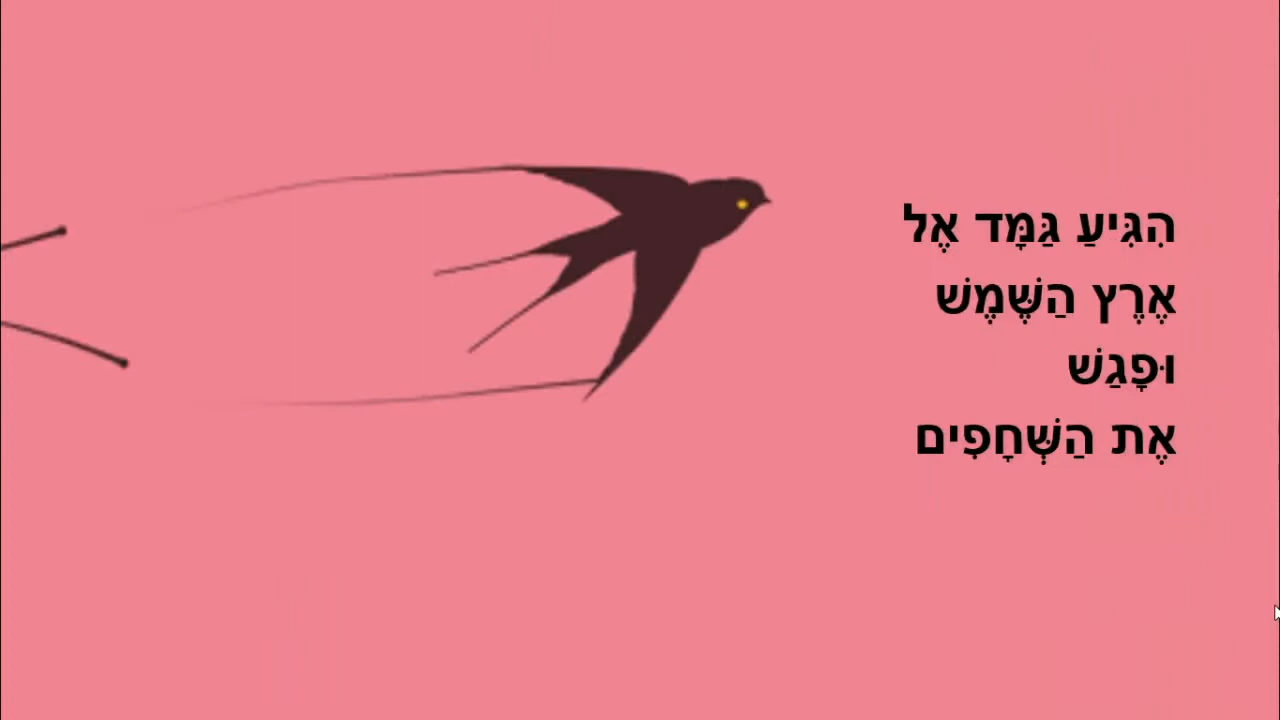 הִגִּיעַ גַּמָּד אֶל
אֶרֶץ הַשֶּׁמֶשׁ
וּפָגַשׁ
אֶת הַשְּׁחָפִים